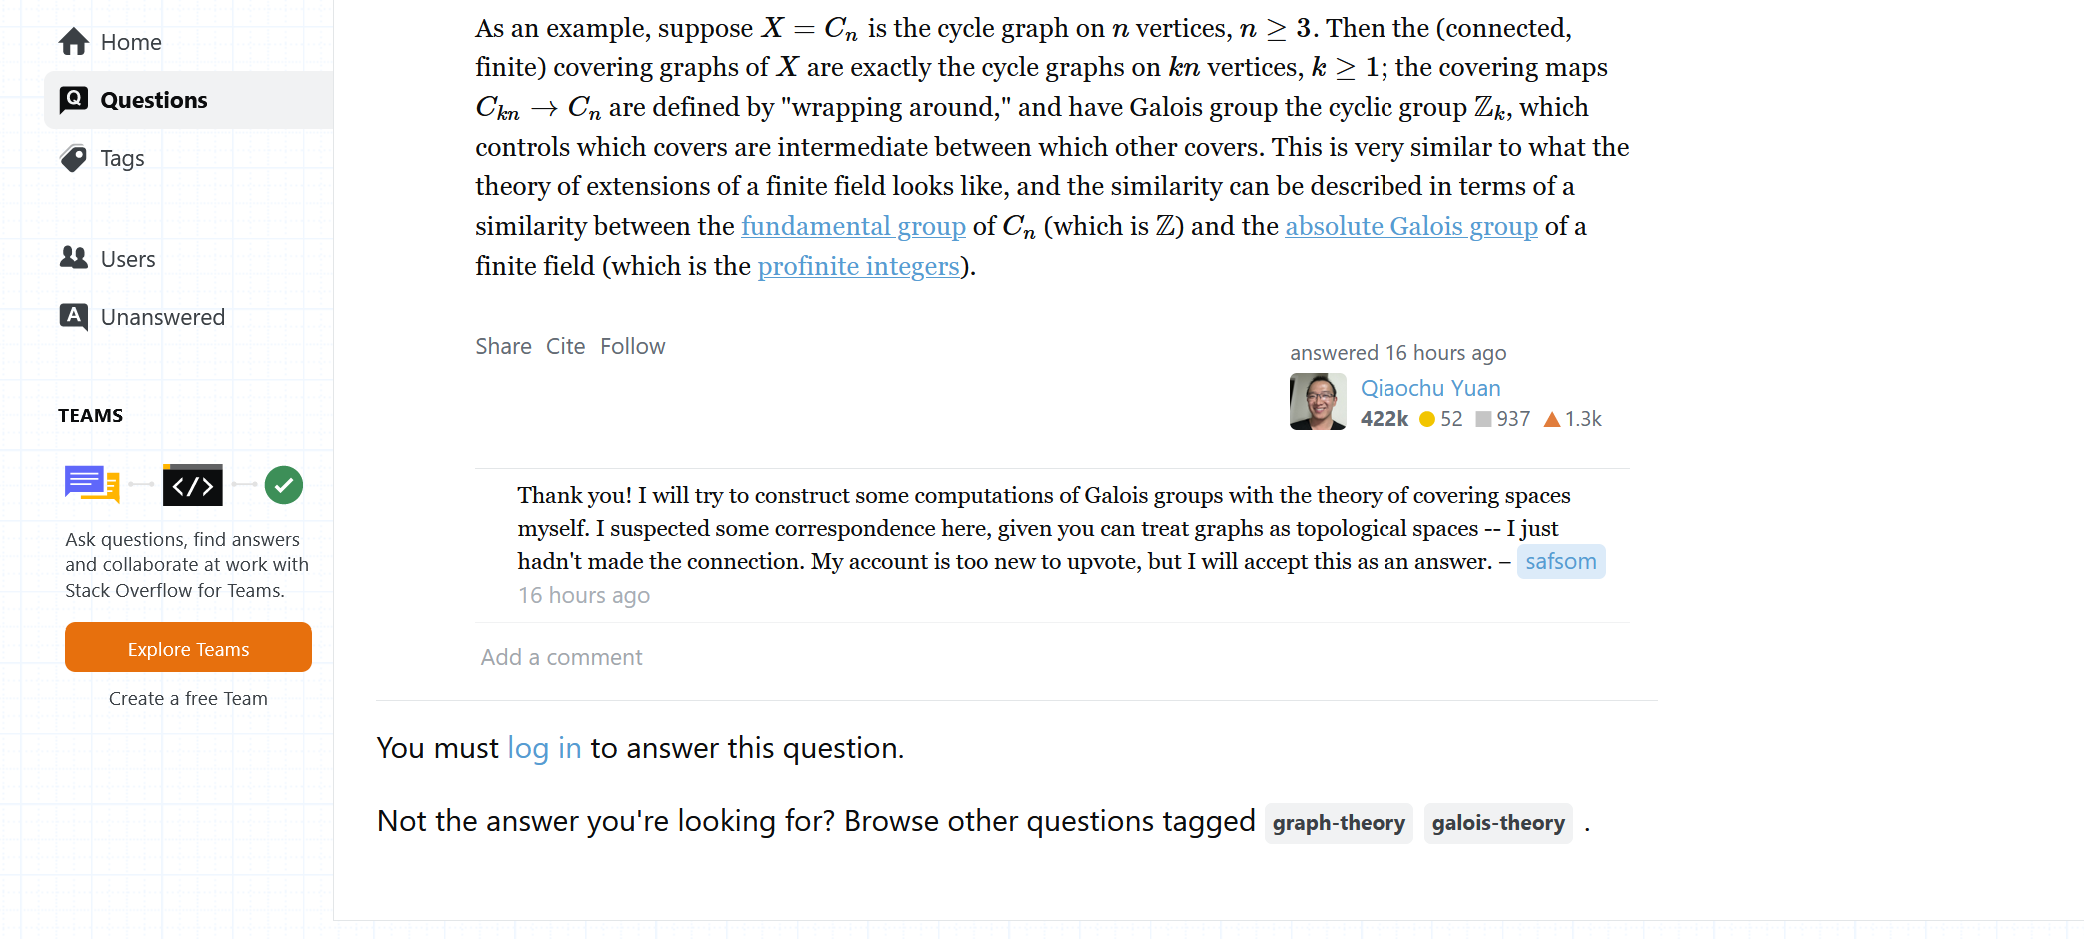 Home
Questions
Tags
Users
Unanswered
TEAMS
Ask questions, find answers
and collaborate at work with
Stack Overflow for Teams.
Explore Teams
Create a free Team
As an example, suppose X = Cₙ is the cycle graph on n vertices, n ≥ 3. Then the (connected,
finite) covering graphs of X are exactly the cycle graphs on kn vertices, k ≥ 1; the covering maps
Cₖₙ → Cₙ are defined by "wrapping around," and have Galois group the cyclic group ℤₖ, which
controls which covers are intermediate between which other covers. This is very similar to what the
theory of extensions of a finite field looks like, and the similarity can be described in terms of a
similarity between the fundamental group of Cₙ (which is ℤ) and the absolute Galois group of a
finite field (which is the profinite integers).
Share Cite Follow
answered 16 hours ago
Qiaochu Yuan
422k 52 937 1.3k
Thank you! I will try to construct some computations of Galois groups with the theory of covering spaces
myself. I suspected some correspondence here, given you can treat graphs as topological spaces -- I just
hadn't made the connection. My account is too new to upvote, but I will accept this as an answer. – safsom
16 hours ago
Add a comment
You must log in to answer this question.
Not the answer you're looking for? Browse other questions tagged graph-theory galois-theory .